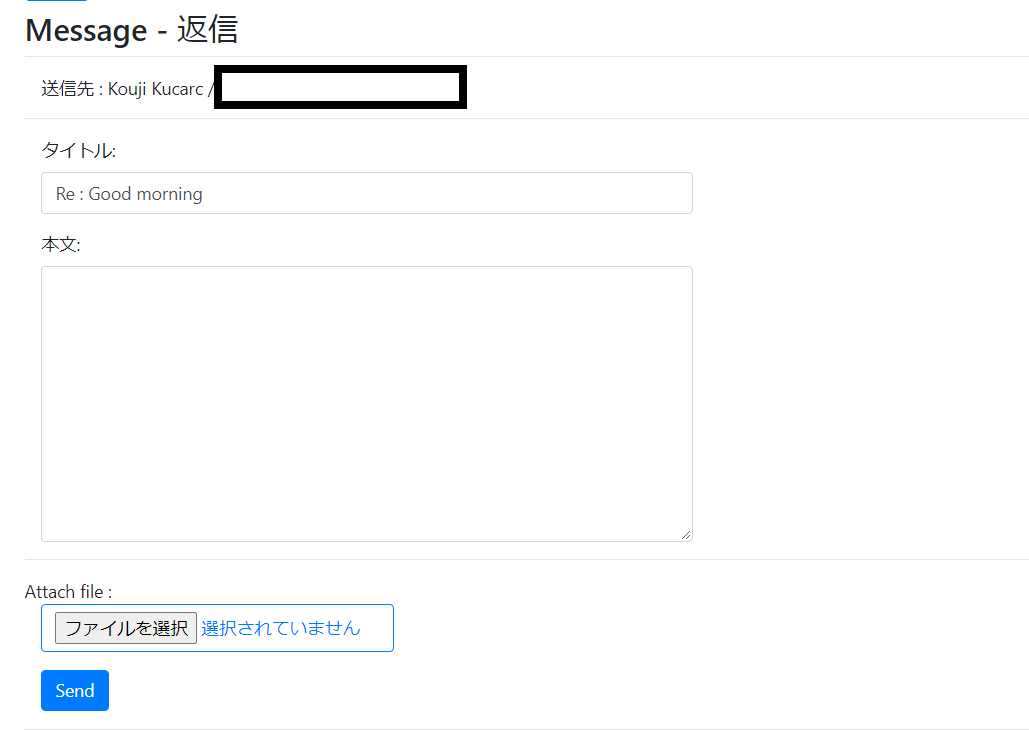 Message - 返信
送信先 : Kouji Kucarc /
タイトル:
Re : Good morning
本文:
Attach file :
ファイルを選択 選択されていません
Send